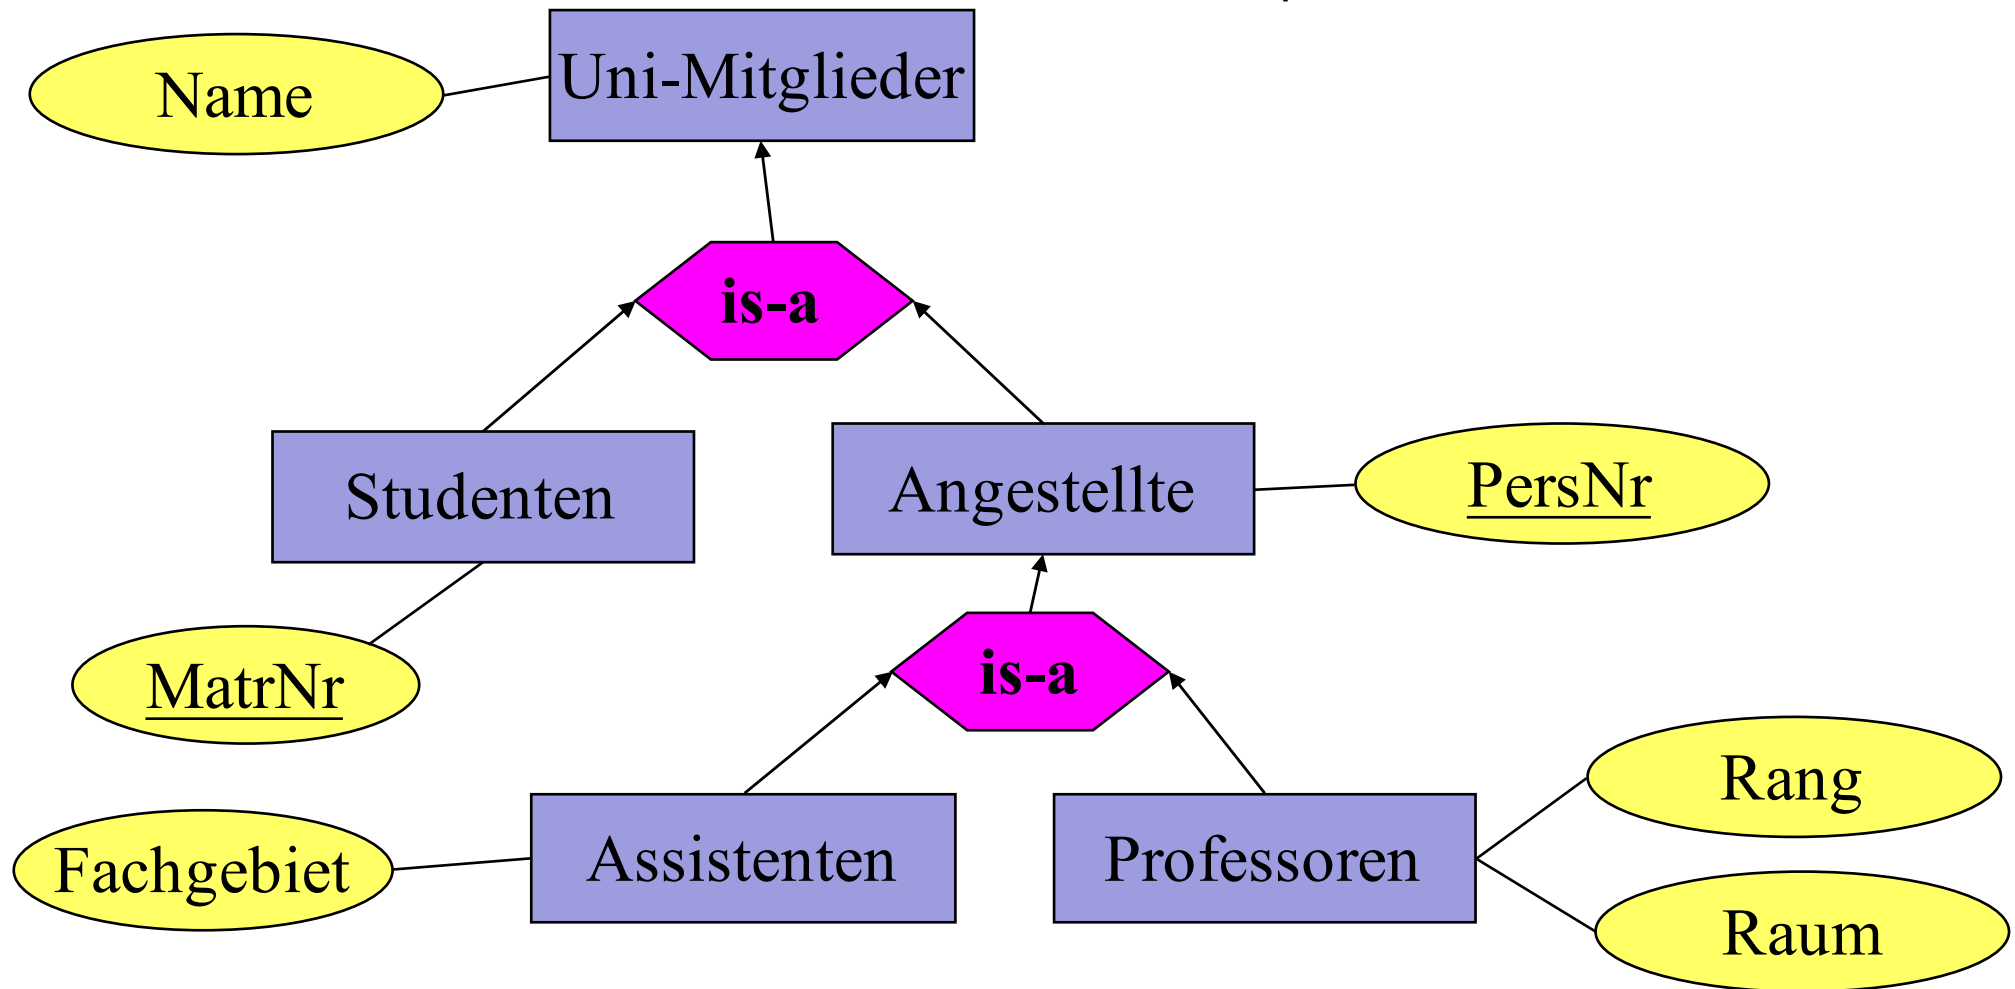 Uni-Mitglieder
Name
is-a
Studenten
Angestellte
PersNr
MatrNr
is-a
Rang
Fachgebiet
Assistenten
Professoren
Raum